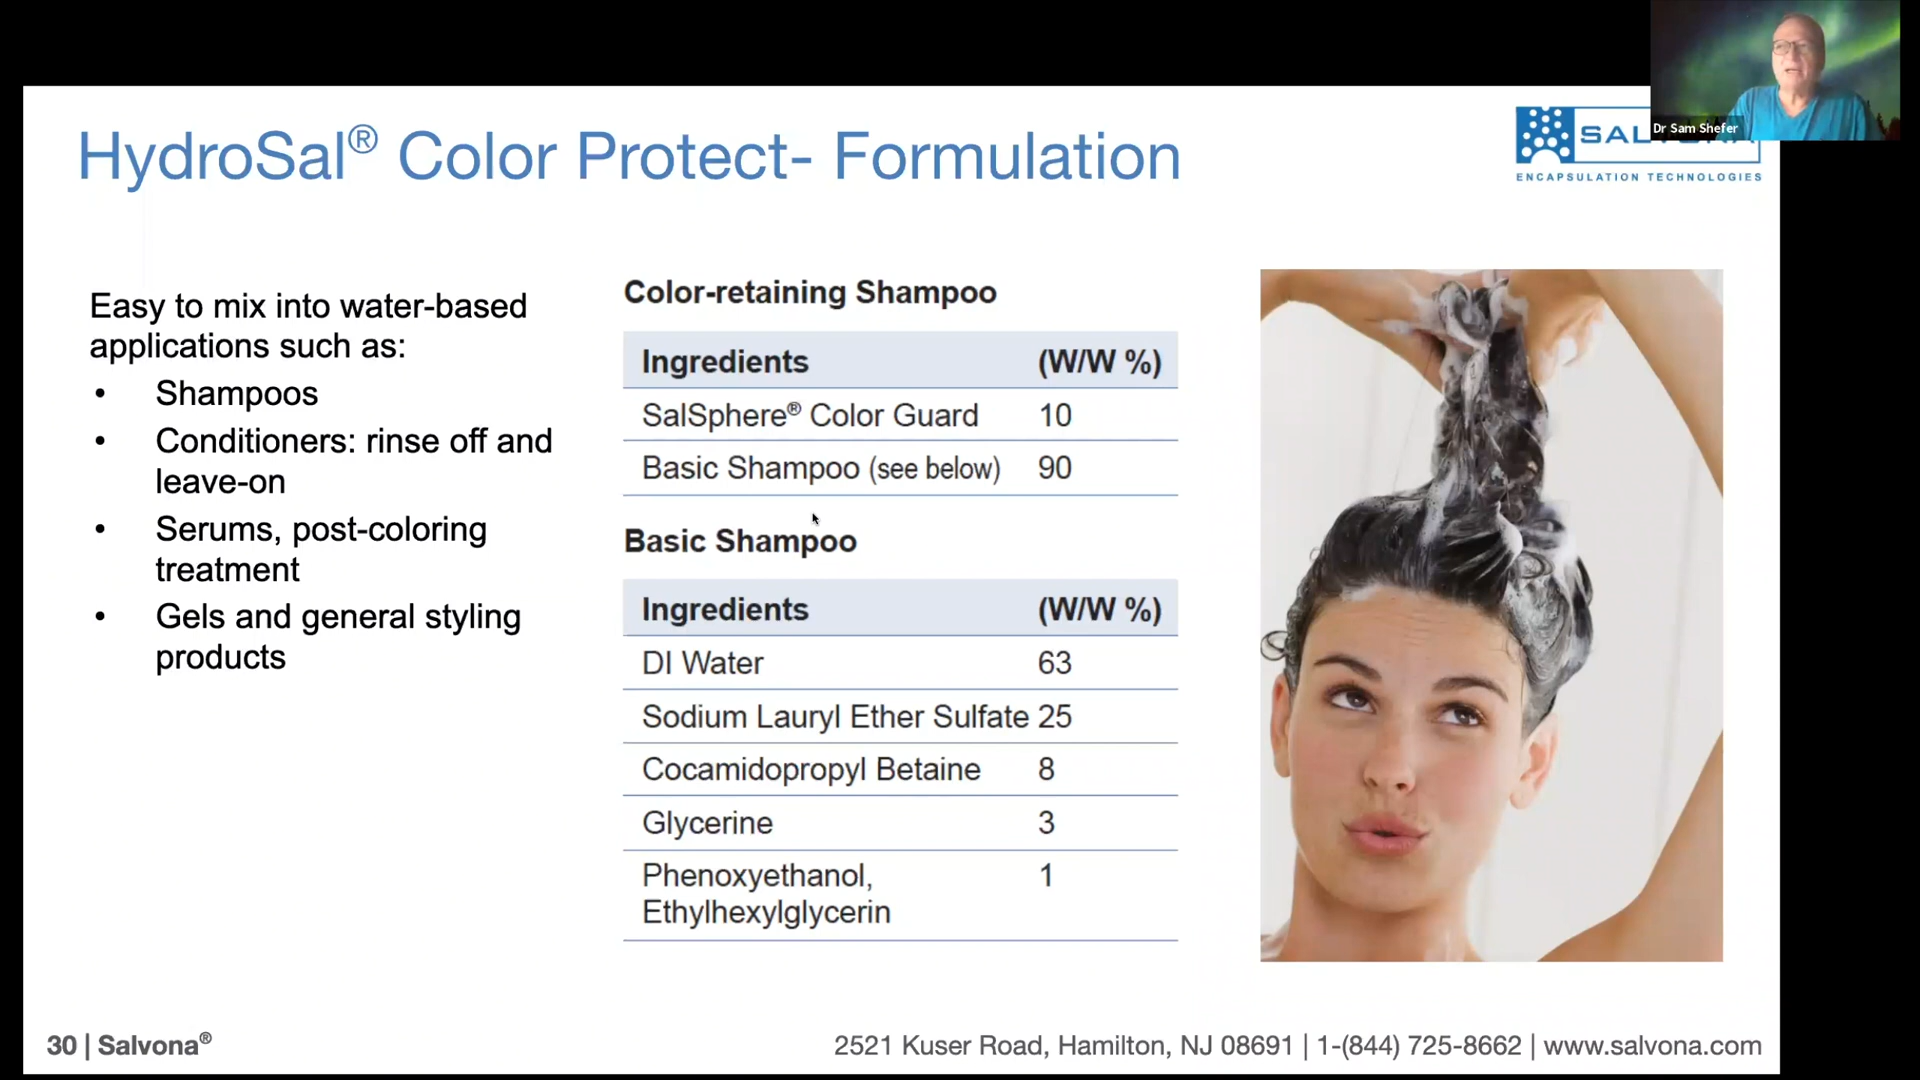 Dr Sam Shefer
HydroSal® Color Protect- Formulation
ENCAPSULATION TECHNOLOGIES
Easy to mix into water-based
applications such as:
• Shampoos
• Conditioners: rinse off and
leave-on
• Serums, post-coloring
treatment
• Gels and general styling
products
Color-retaining Shampoo
Ingredients (W/W %)
SalSphere® Color Guard 10
Basic Shampoo (see below) 90
Basic Shampoo
Ingredients (W/W %)
DI Water 63
Sodium Lauryl Ether Sulfate 25
Cocamidopropyl Betaine 8
Glycerine 3
Phenoxyethanol, 1
Ethylhexylglycerin
30 | Salvona®
2521 Kuser Road, Hamilton, NJ 08691 | 1-(844) 725-8662 | www.salvona.com